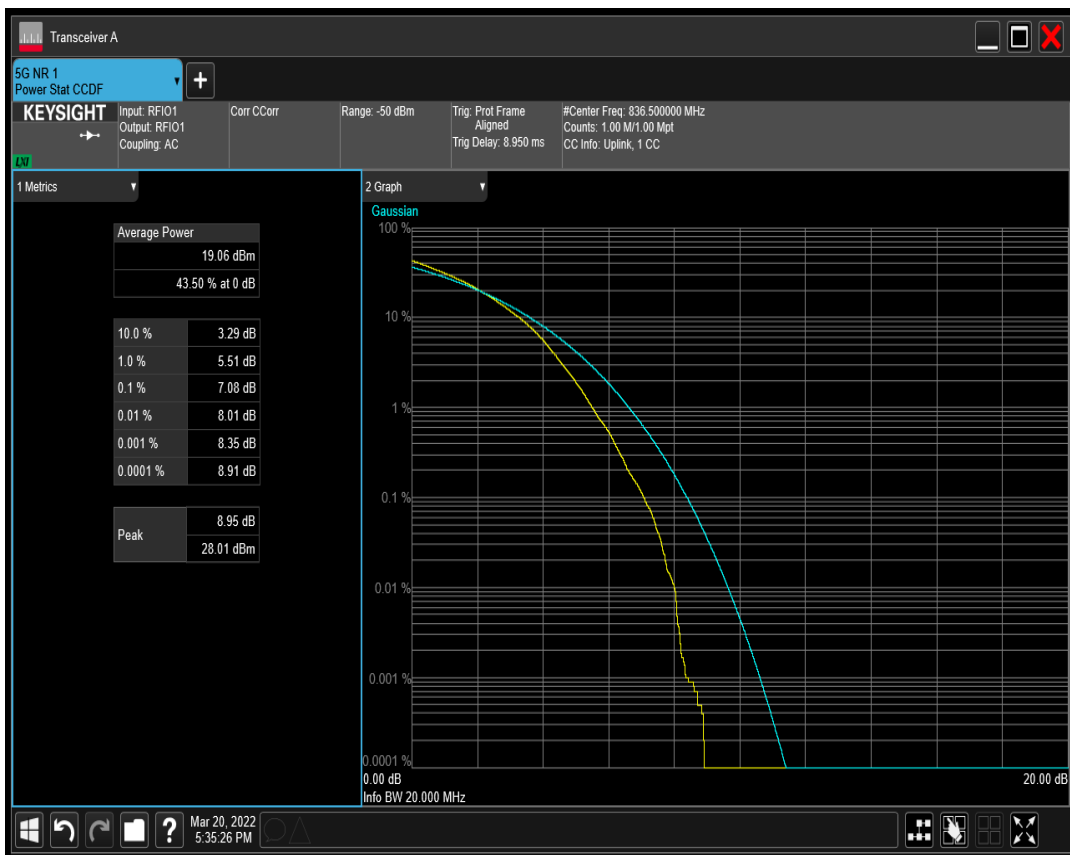 Transceiver A
5G NR 1
Power Stat CCDF
+
KEYSIGHT
LXI
Input: RFIO1
Output: RFIO1
Coupling: AC
Corr CCorr
Range: -50 dBm
Trig: Prot Frame
Aligned
Trig Delay: 8.950 ms
#Center Freq: 836.500000 MHz
Counts: 1.00 M/1.00 Mpt
CC Info: Uplink, 1 CC
1 Metrics
Average Power
19.06 dBm
43.50 % at 0 dB
10.0 % 3.29 dB
1.0 % 5.51 dB
0.1 % 7.08 dB
0.01 % 8.01 dB
0.001 % 8.35 dB
0.0001 % 8.91 dB
Peak
8.95 dB
28.01 dBm
2 Graph
Gaussian
100 %
10 %
1 %
0.1 %
0.01 %
0.001 %
0.0001 %
0.00 dB 20.00 dB
Info BW 20.000 MHz
?
Mar 20, 2022
5:35:26 PM